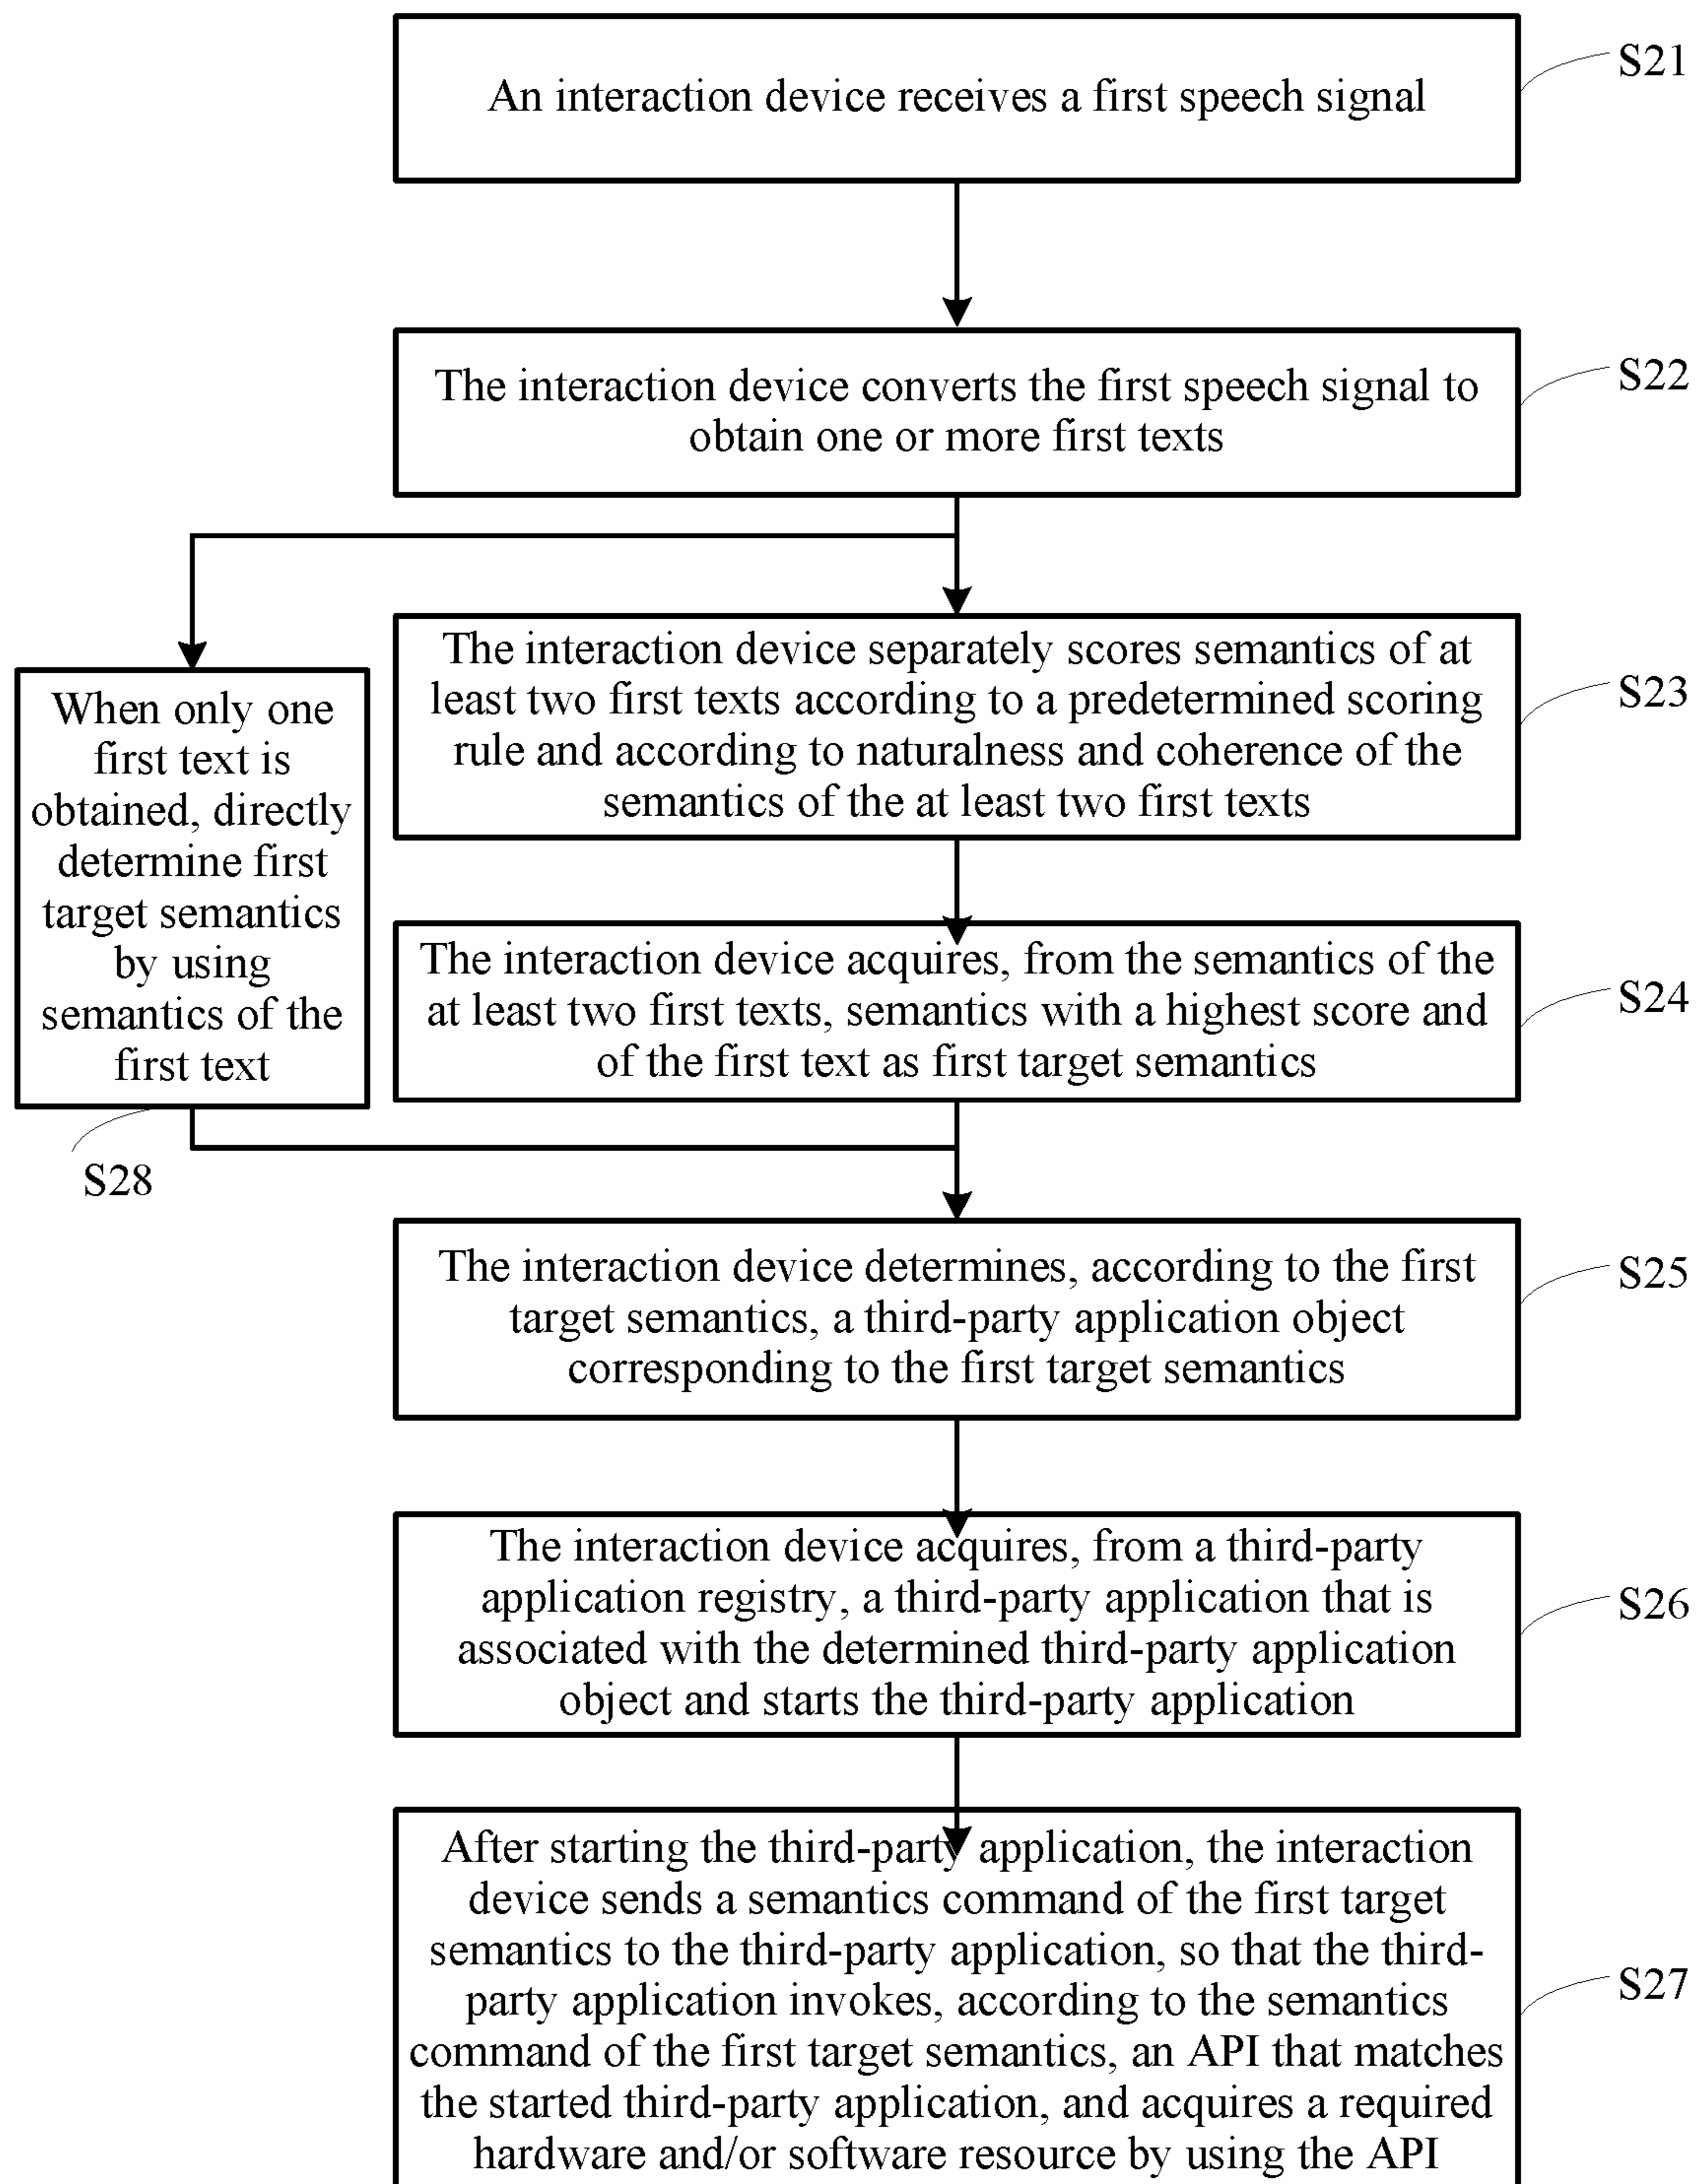 An interaction device receives a first speech signal
S21
The interaction device converts the first speech signal to
obtain one or more first texts
S22
The interaction device separately scores semantics of at
least two first texts according to a predetermined scoring
rule and according to naturalness and coherence of the
semantics of the at least two first texts
S23
When only one
first text is
obtained, directly
determine first
target semantics
by using
semantics of the
first text
S28
The interaction device acquires, from the semantics of the
at least two first texts, semantics with a highest score and
of the first text as first target semantics
S24
The interaction device determines, according to the first
target semantics, a third-party application object
corresponding to the first target semantics
S25
The interaction device acquires, from a third-party
application registry, a third-party application that is
associated with the determined third-party application
object and starts the third-party application
S26
After starting the third-party application, the interaction
device sends a semantics command of the first target
semantics to the third-party application, so that the third-
party application invokes, according to the semantics
command of the first target semantics, an API that matches
the started third-party application, and acquires a required
hardware and/or software resource by using the API
S27